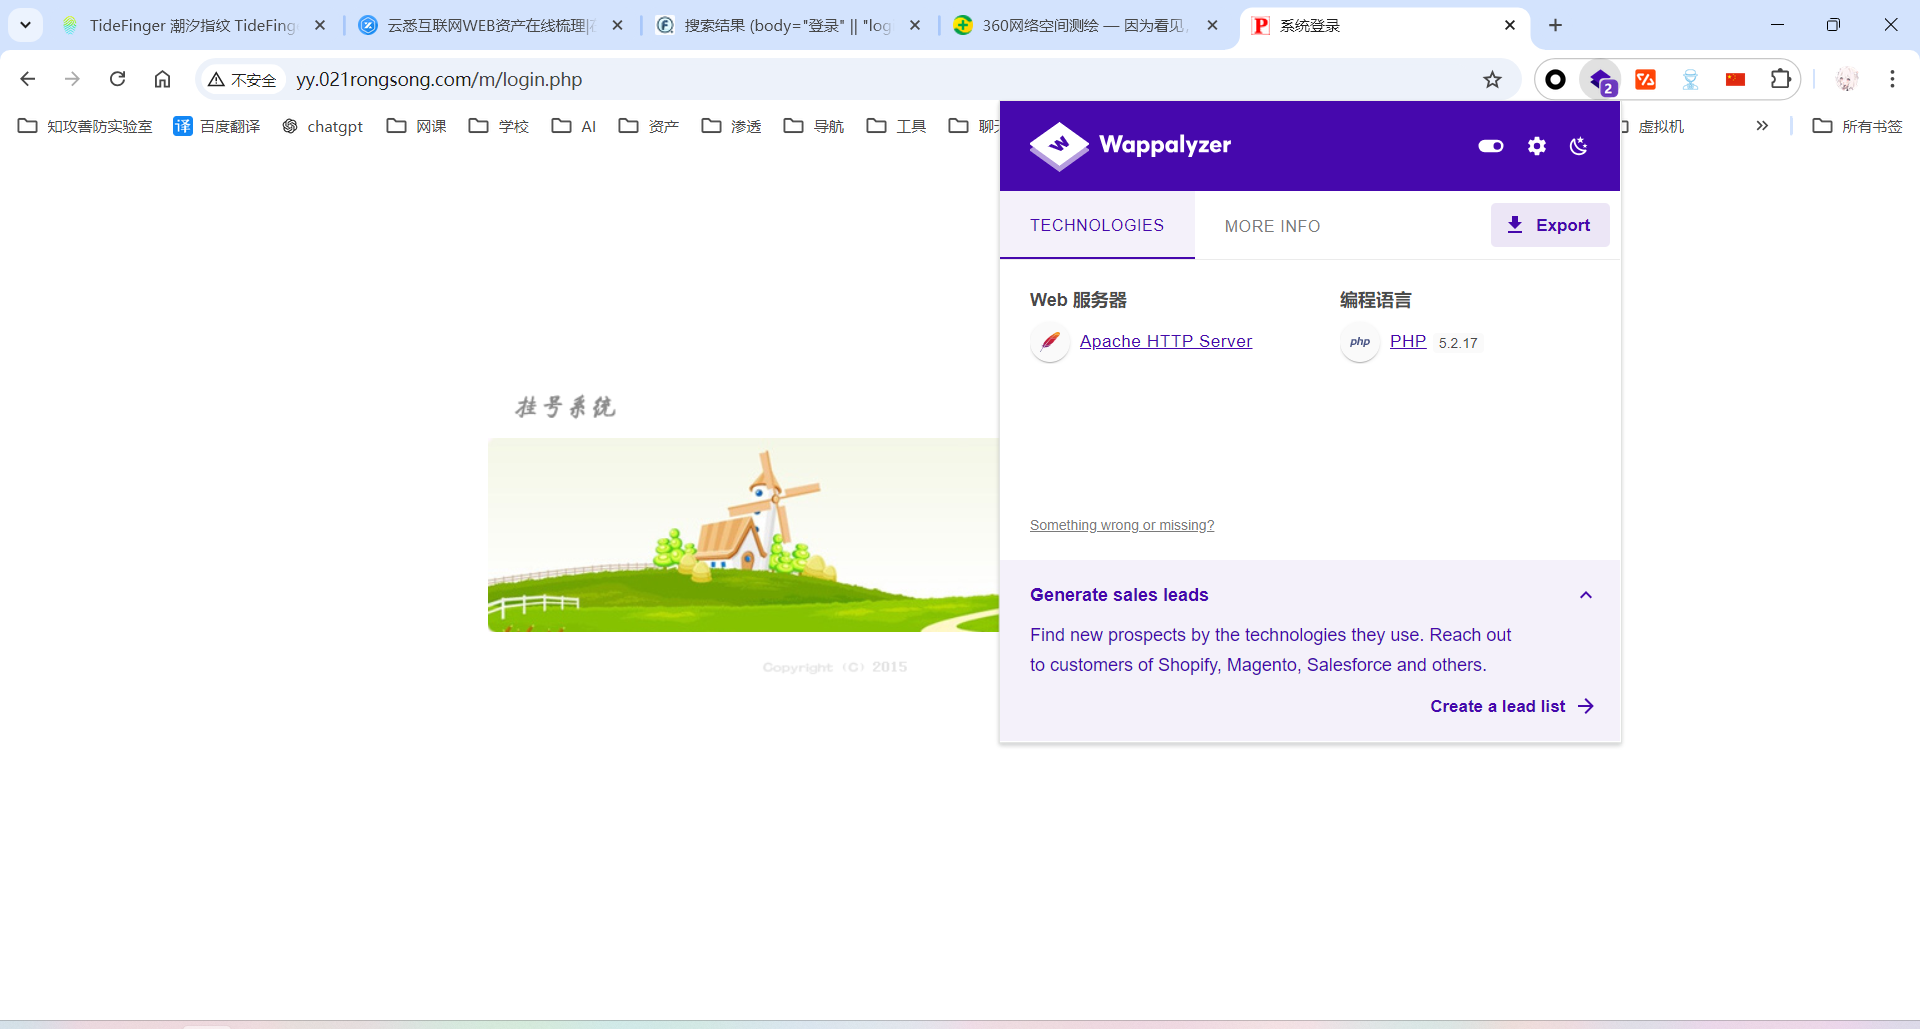 TideFinger 潮汐指纹 TideFing
云悉互联网WEB资产在线梳理|在
搜索结果 (body="登录" || "log
360网络空间测绘 — 因为看见,
系统登录
不安全
yy.021rongsong.com/m/login.php
2
知攻善防实验室
译 百度翻译
chatgpt
网课
学校
AI
资产
渗透
导航
工具
聊天
虚拟机
所有书签
Wappalyzer
TECHNOLOGIES
MORE INFO
Export
Web 服务器
编程语言
Apache HTTP Server
php PHP 5.2.17
挂号系统
Something wrong or missing?
Generate sales leads
Find new prospects by the technologies they use. Reach out
to customers of Shopify, Magento, Salesforce and others.
Create a lead list
Copyright (C) 2015